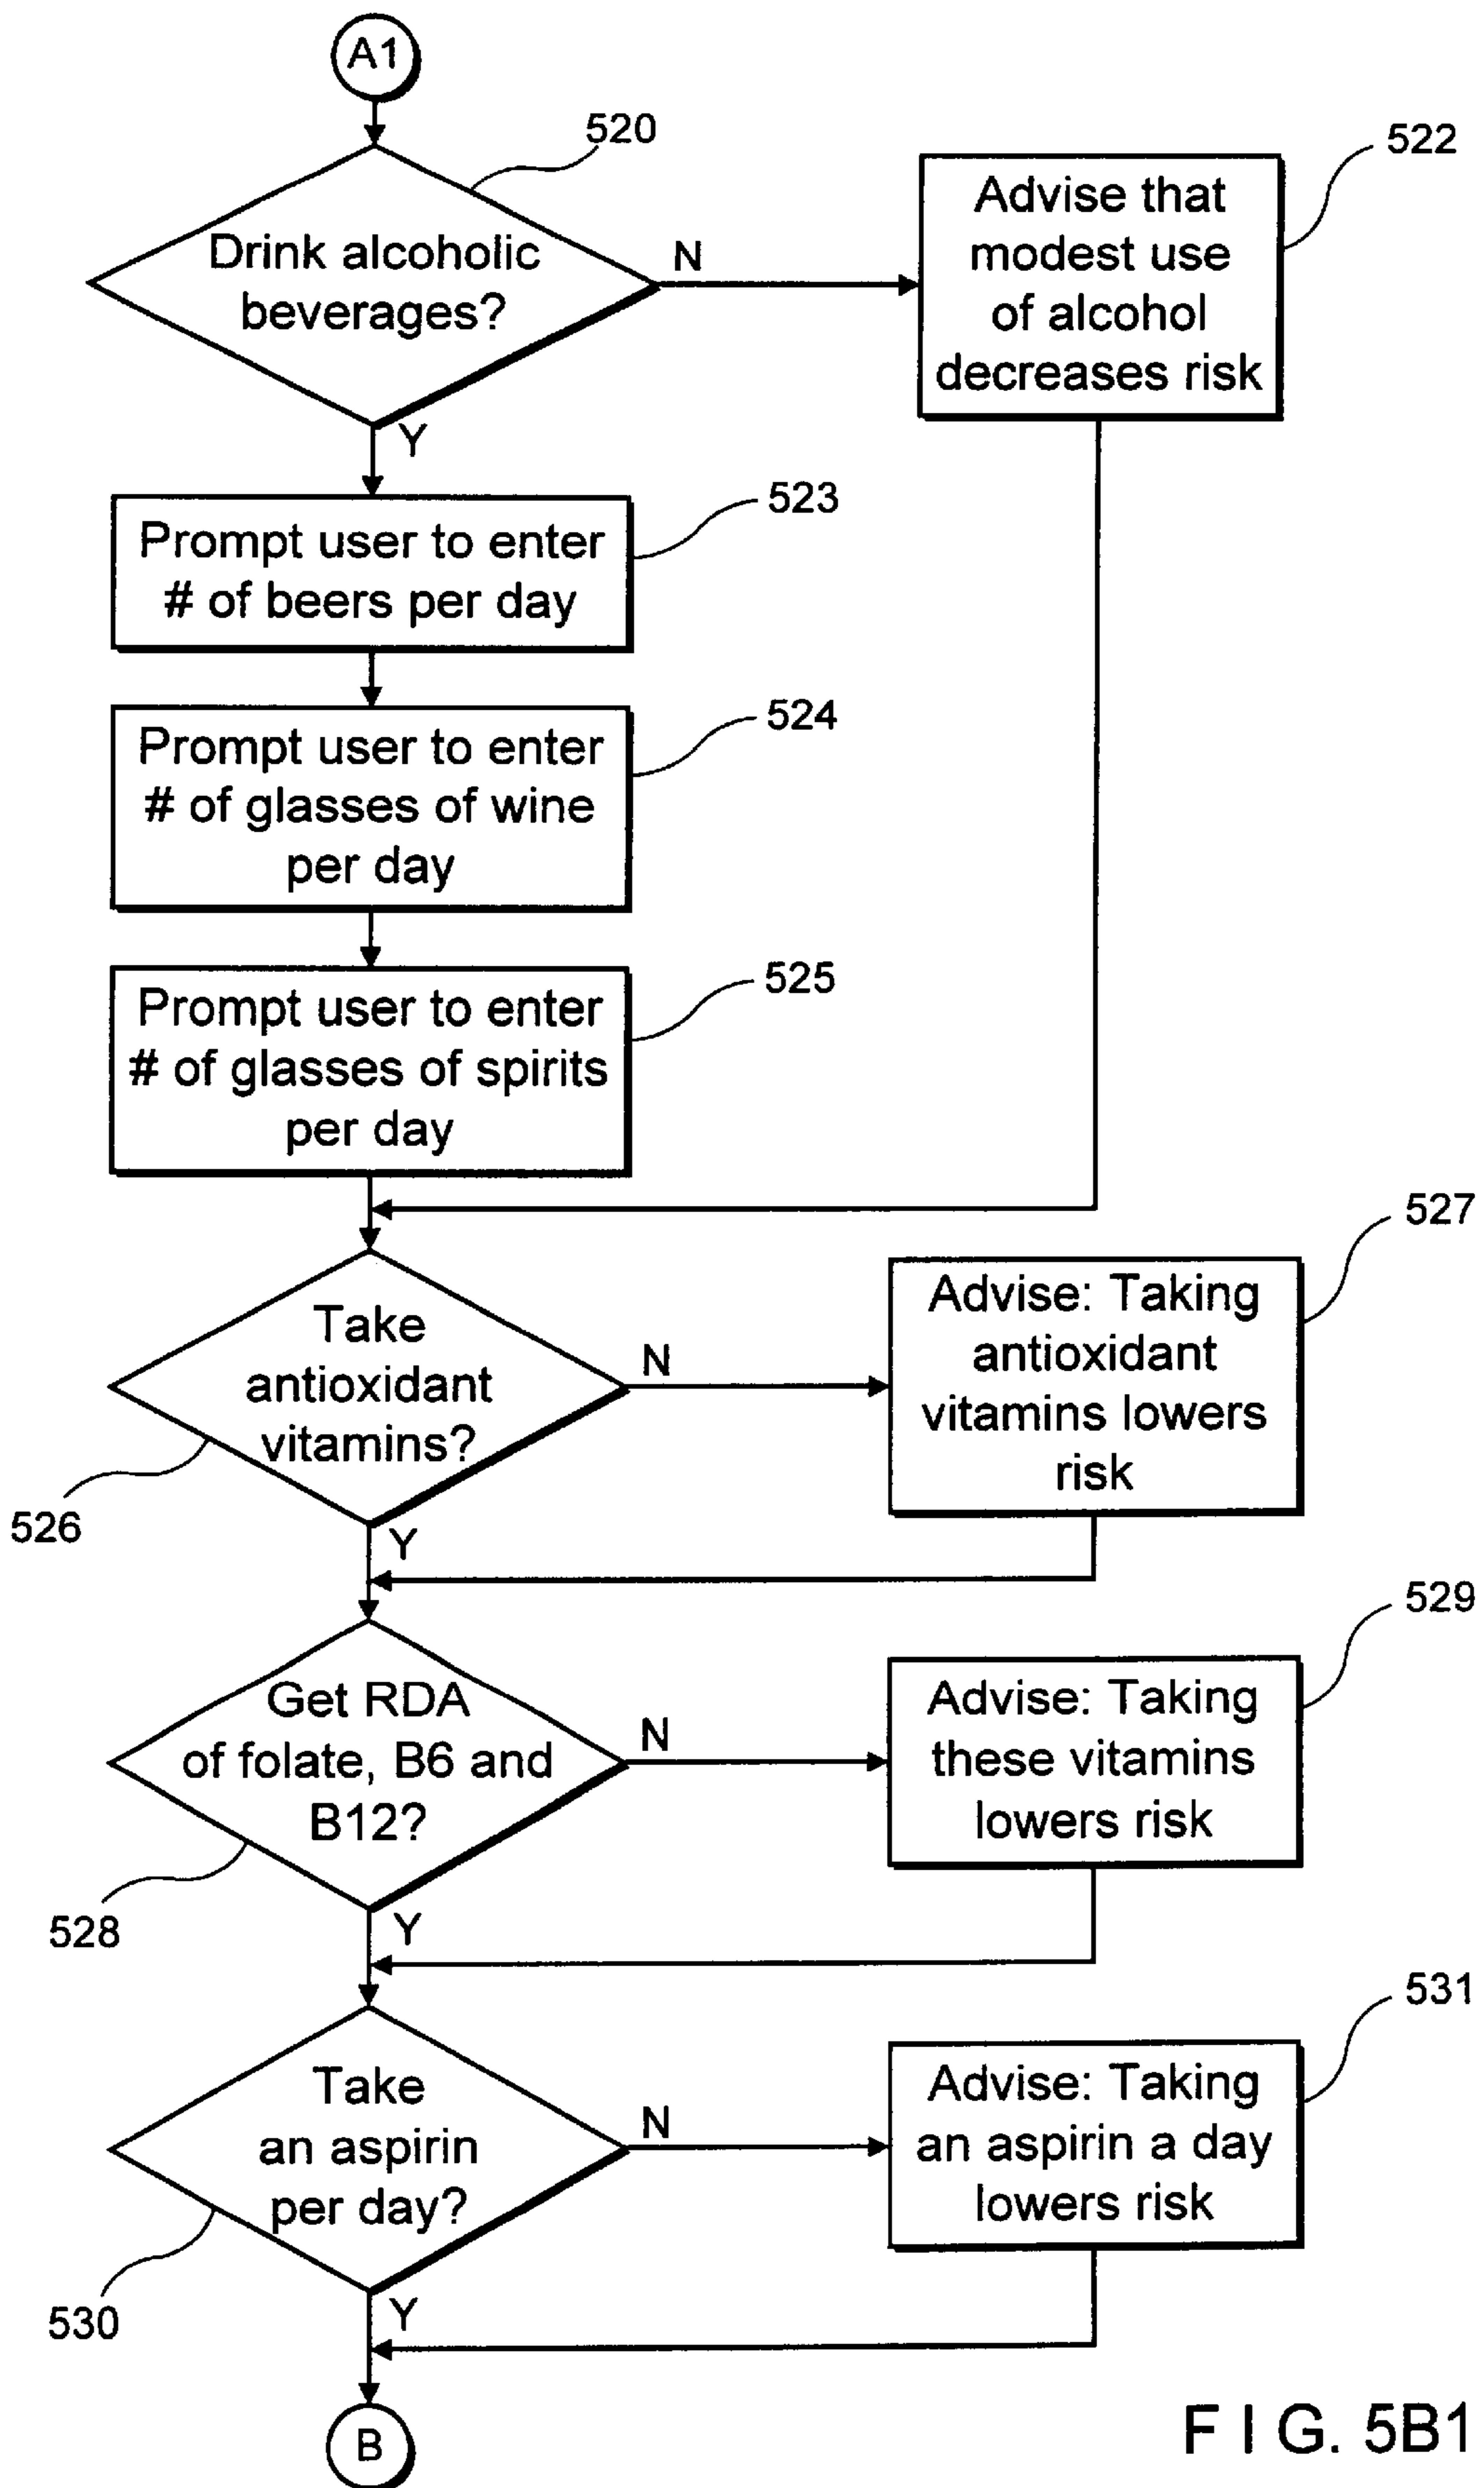 A1
520
Drink alcoholic
beverages?
N
Y
522
Advise that
modest use
of alcohol
decreases risk
523
Prompt user to enter
# of beers per day
524
Prompt user to enter
# of glasses of wine
per day
525
Prompt user to enter
# of glasses of spirits
per day
526
Take
antioxidant
vitamins?
N
Y
527
Advise: Taking
antioxidant
vitamins lowers
risk
528
Get RDA
of folate, B6 and
B12?
N
Y
529
Advise: Taking
these vitamins
lowers risk
530
Take
an aspirin
per day?
N
Y
531
Advise: Taking
an aspirin a day
lowers risk
B
F I G. 5B1